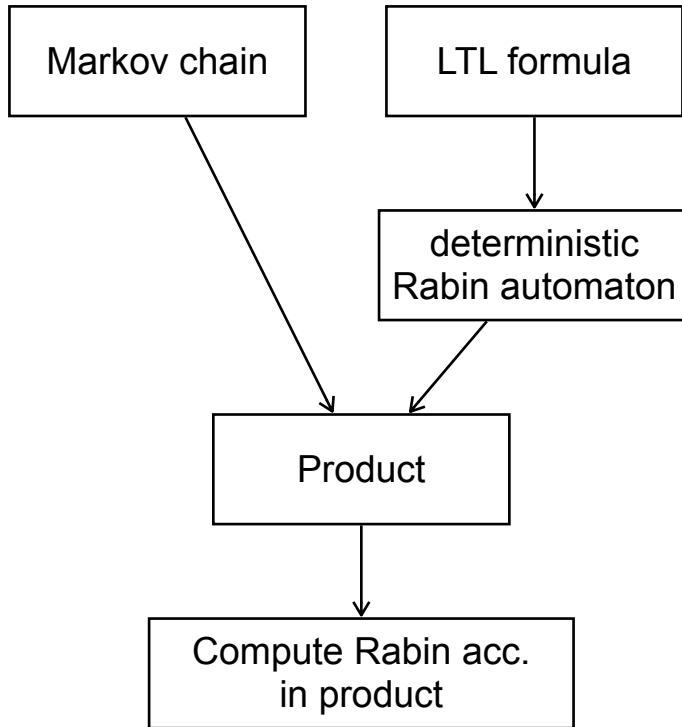 Markov chain
LTL formula
deterministic
Rabin automaton
Product
Compute Rabin acc.
in product